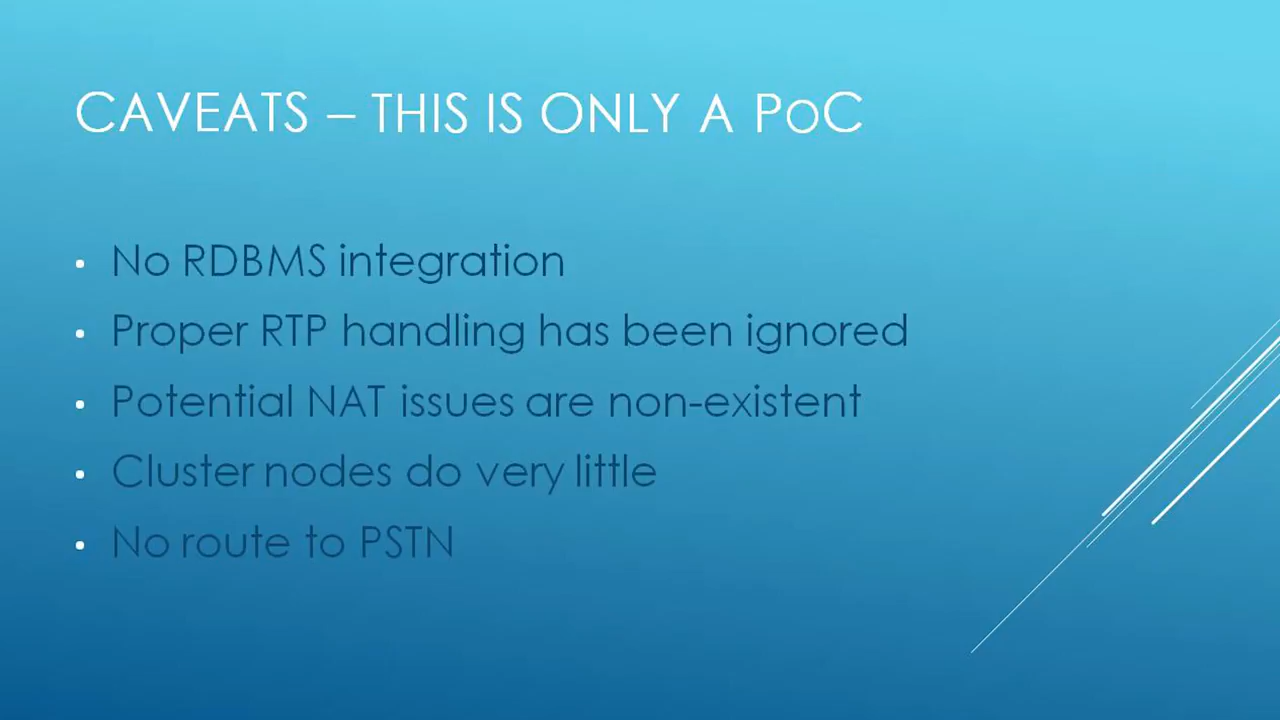 CAVEATS – THIS IS ONLY A PoC
• No RDBMS integration
• Proper RTP handling has been ignored
• Potential NAT issues are non-existent
• Cluster nodes do very little
• No route to PSTN